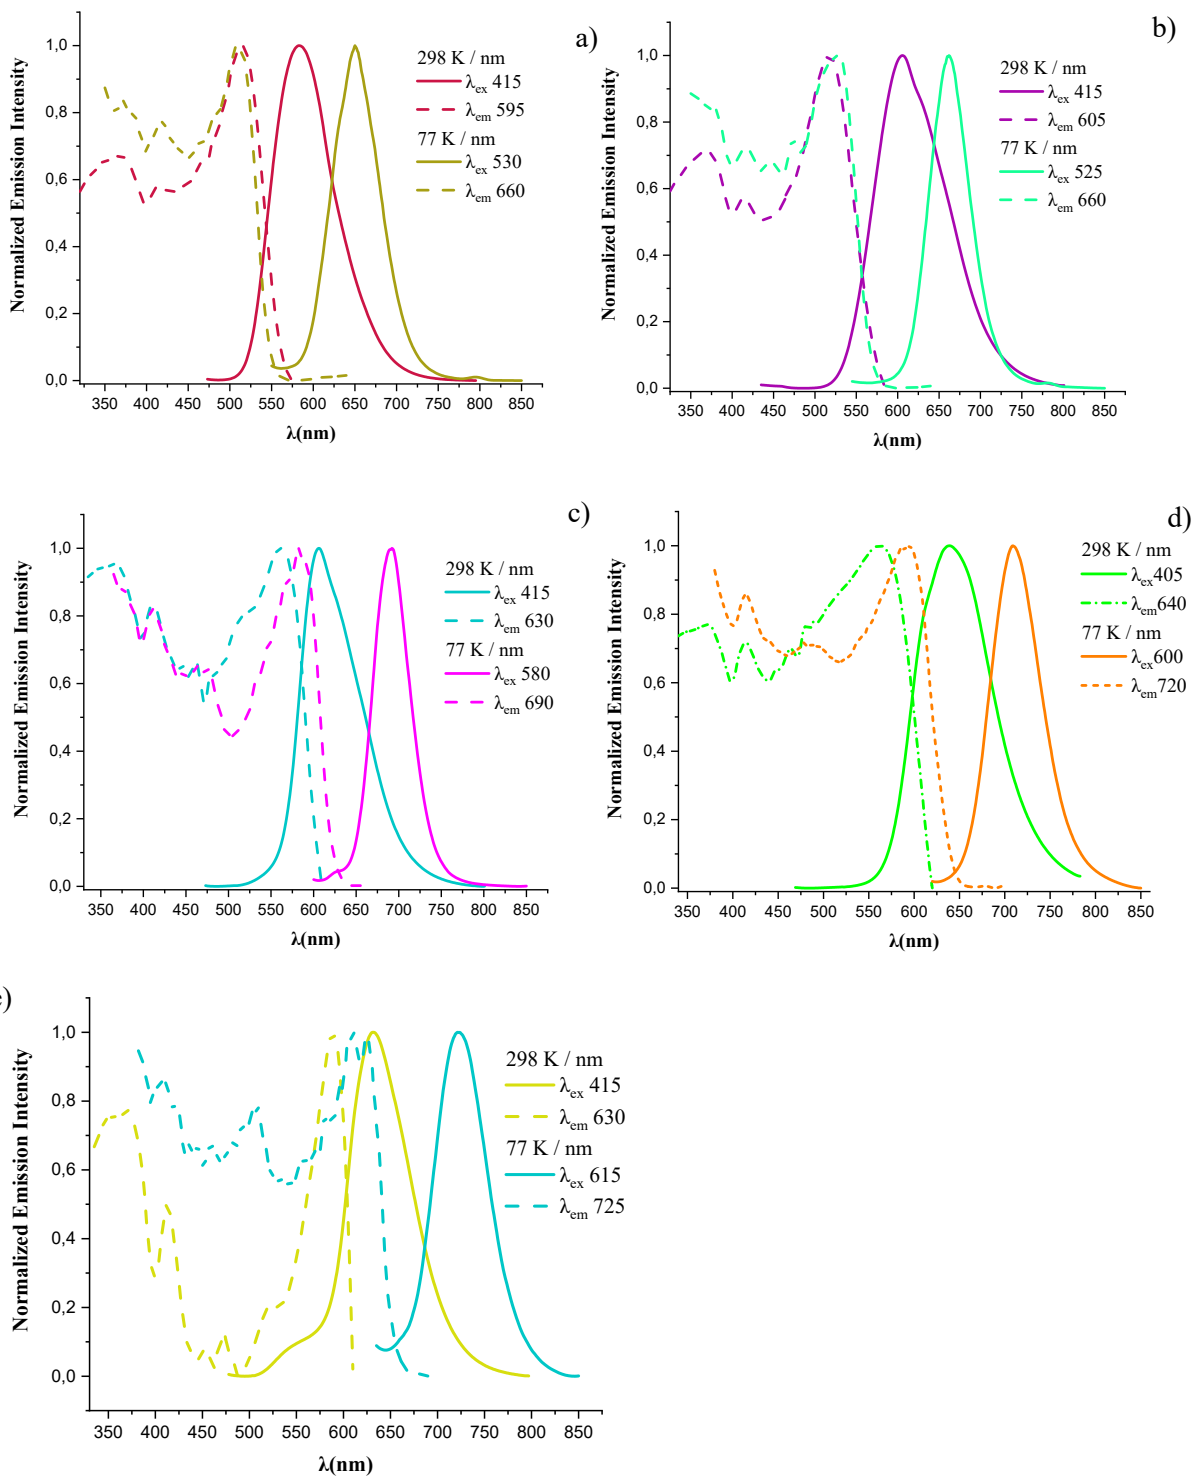 a)
Normalized Emission Intensity
1,0
0,8
0,6
0,4
0,2
0,0
350 400 450 500 550 600 650 700 750 800 850
λ(nm)
298 K / nm
λex 415
λem 595
77 K / nm
λex 530
λem 660
b)
Normalized Emission Intensity
1,0
0,8
0,6
0,4
0,2
0,0
350 400 450 500 550 600 650 700 750 800 850
λ(nm)
298 K / nm
λex 415
λem 605
77 K / nm
λex 525
λem 660
c)
Normalized Emission Intensity
1,0
0,8
0,6
0,4
0,2
0,0
350 400 450 500 550 600 650 700 750 800 850
λ(nm)
298 K / nm
λex 415
λem 630
77 K / nm
λex 580
λem 690
d)
Normalized Emission Intensity
1,0
0,8
0,6
0,4
0,2
0,0
350 400 450 500 550 600 650 700 750 800 850
λ(nm)
298 K / nm
λex405
λem640
77 K / nm
λex600
λem720
e)
Normalized Emission Intensity
1,0
0,8
0,6
0,4
0,2
0,0
350 400 450 500 550 600 650 700 750 800 850
λ(nm)
298 K / nm
λex 415
λem 630
77 K / nm
λex 615
λem 725